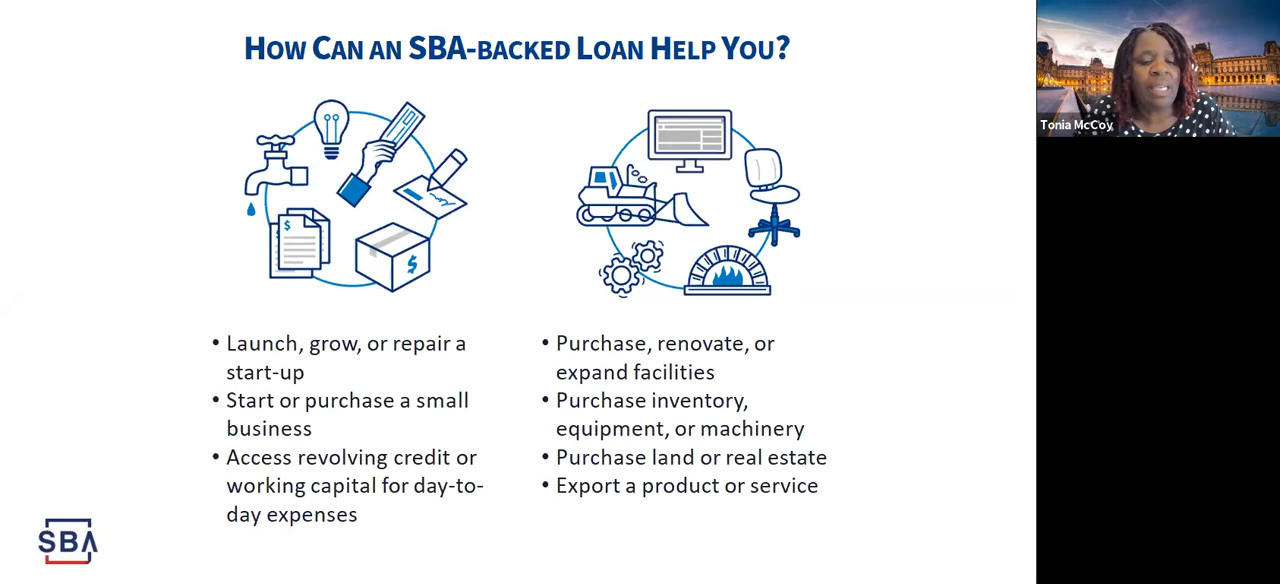 HOW CAN AN SBA-BACKED LOAN HELP YOU?
Tonia McCoy
$
$
$
• Launch, grow, or repair a
start-up
• Start or purchase a small
business
• Access revolving credit or
working capital for day-to-
day expenses
• Purchase, renovate, or
expand facilities
• Purchase inventory,
equipment, or machinery
• Purchase land or real estate
• Export a product or service
SBA